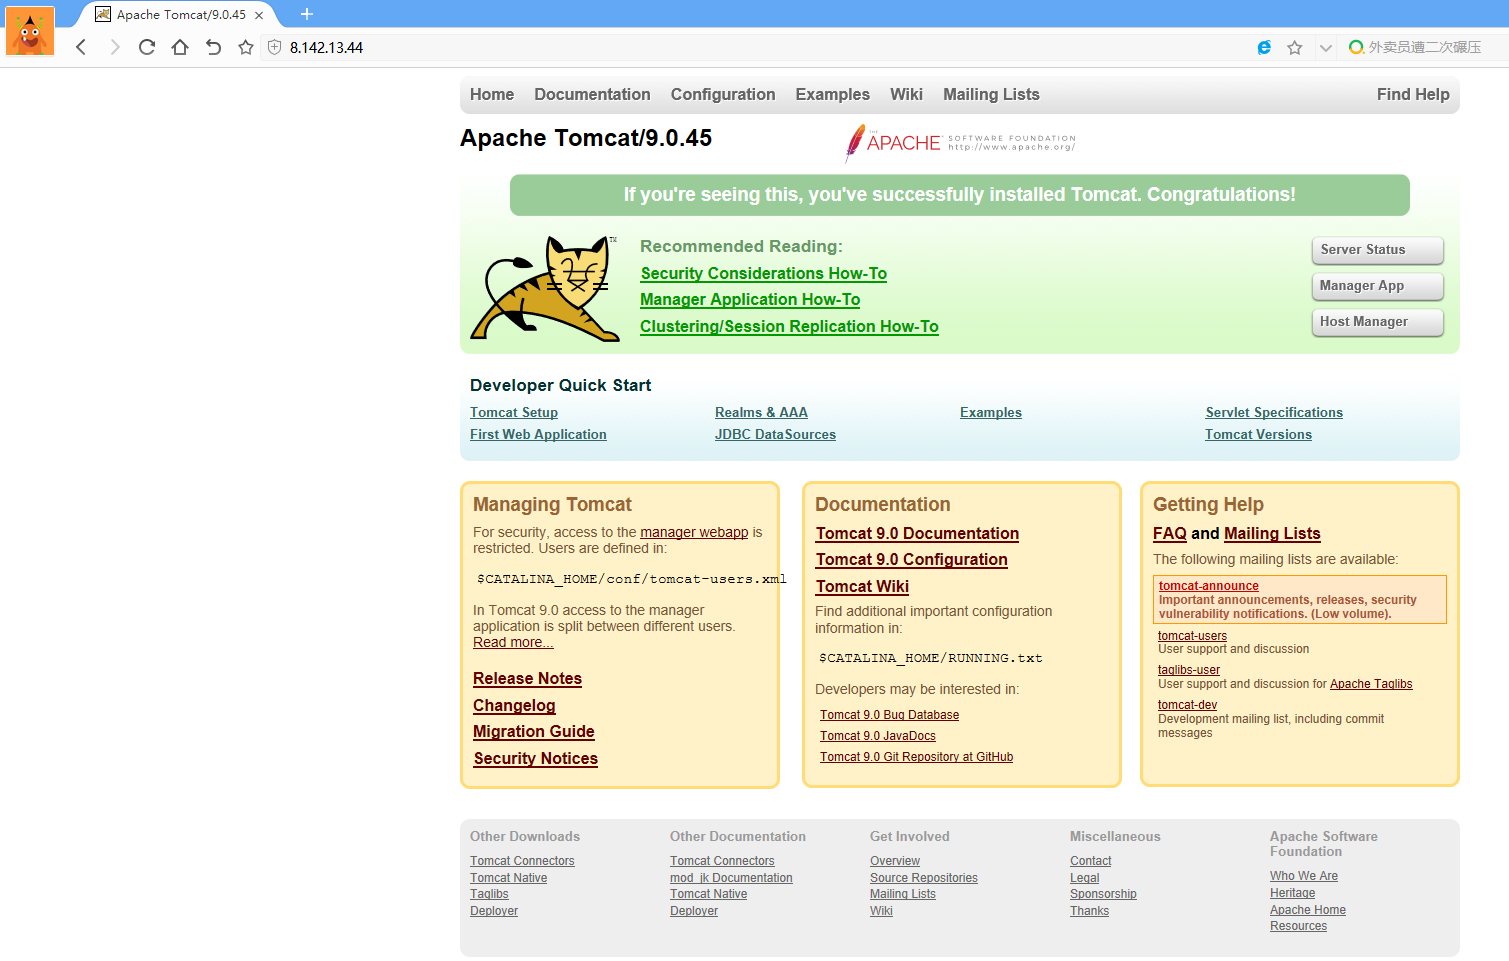 Apache Tomcat/9.0.45
8.142.13.44
外卖员遭二次碾压
Home Documentation Configuration Examples Wiki Mailing Lists Find Help
Apache Tomcat/9.0.45
THE APACHE SOFTWARE FOUNDATION
http://www.apache.org/
If you're seeing this, you've successfully installed Tomcat. Congratulations!
TM
Recommended Reading:
Security Considerations How-To
Manager Application How-To
Clustering/Session Replication How-To
Server Status
Manager App
Host Manager
Developer Quick Start
Tomcat Setup
First Web Application
Realms & AAA
JDBC DataSources
Examples
Servlet Specifications
Tomcat Versions
Managing Tomcat
For security, access to the manager webapp is
restricted. Users are defined in:
$CATALINA_HOME/conf/tomcat-users.xml
In Tomcat 9.0 access to the manager
application is split between different users.
Read more...
Release Notes
Changelog
Migration Guide
Security Notices
Documentation
Tomcat 9.0 Documentation
Tomcat 9.0 Configuration
Tomcat Wiki
Find additional important configuration
information in:
$CATALINA_HOME/RUNNING.txt
Developers may be interested in:
Tomcat 9.0 Bug Database
Tomcat 9.0 JavaDocs
Tomcat 9.0 Git Repository at GitHub
Getting Help
FAQ and Mailing Lists
The following mailing lists are available:
tomcat-announce
Important announcements, releases, security
vulnerability notifications. (Low volume).
tomcat-users
User support and discussion
taglibs-user
User support and discussion for Apache Taglibs
tomcat-dev
Development mailing list, including commit
messages
Other Downloads
Tomcat Connectors
Tomcat Native
Taglibs
Deployer
Other Documentation
Tomcat Connectors
mod_jk Documentation
Tomcat Native
Deployer
Get Involved
Overview
Source Repositories
Mailing Lists
Wiki
Miscellaneous
Contact
Legal
Sponsorship
Thanks
Apache Software
Foundation
Who We Are
Heritage
Apache Home
Resources